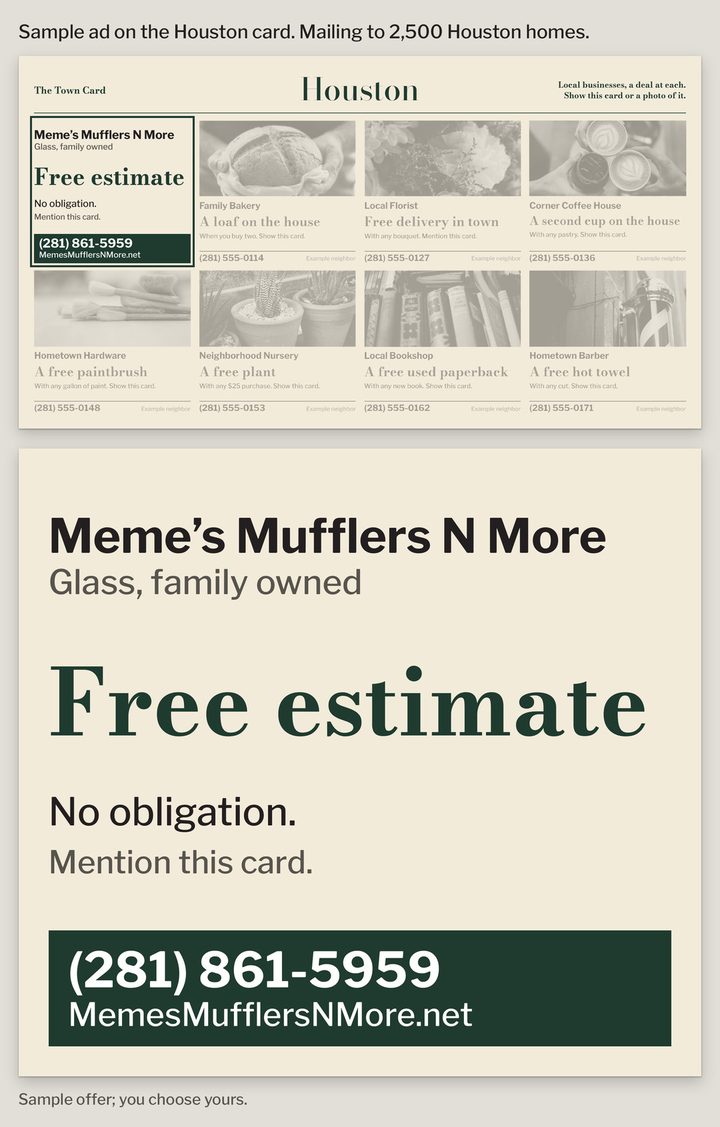 Sample ad on the Houston card. Mailing to 2,500 Houston homes.
The Town Card
Houston
Local businesses, a deal at each.
Show this card or a photo of it.
Meme’s Mufflers N More
Glass, family owned
Free estimate
No obligation.
Mention this card.
(281) 861-5959
MemesMufflersNMore.net
Family Bakery
A loaf on the house
When you buy two. Show this card.
(281) 555-0114
Example neighbor
Local Florist
Free delivery in town
With any bouquet. Mention this card.
(281) 555-0127
Example neighbor
Corner Coffee House
A second cup on the house
With any pastry. Show this card.
(281) 555-0136
Example neighbor
Hometown Hardware
A free paintbrush
With any gallon of paint. Show this card.
(281) 555-0148
Example neighbor
Neighborhood Nursery
A free plant
With any $25 purchase. Show this card.
(281) 555-0153
Example neighbor
Local Bookshop
A free used paperback
With any new book. Show this card.
(281) 555-0162
Example neighbor
Hometown Barber
A free hot towel
With any cut. Show this card.
(281) 555-0171
Example neighbor
Meme’s Mufflers N More
Glass, family owned
Free estimate
No obligation.
Mention this card.
(281) 861-5959
MemesMufflersNMore.net
Sample offer; you choose yours.